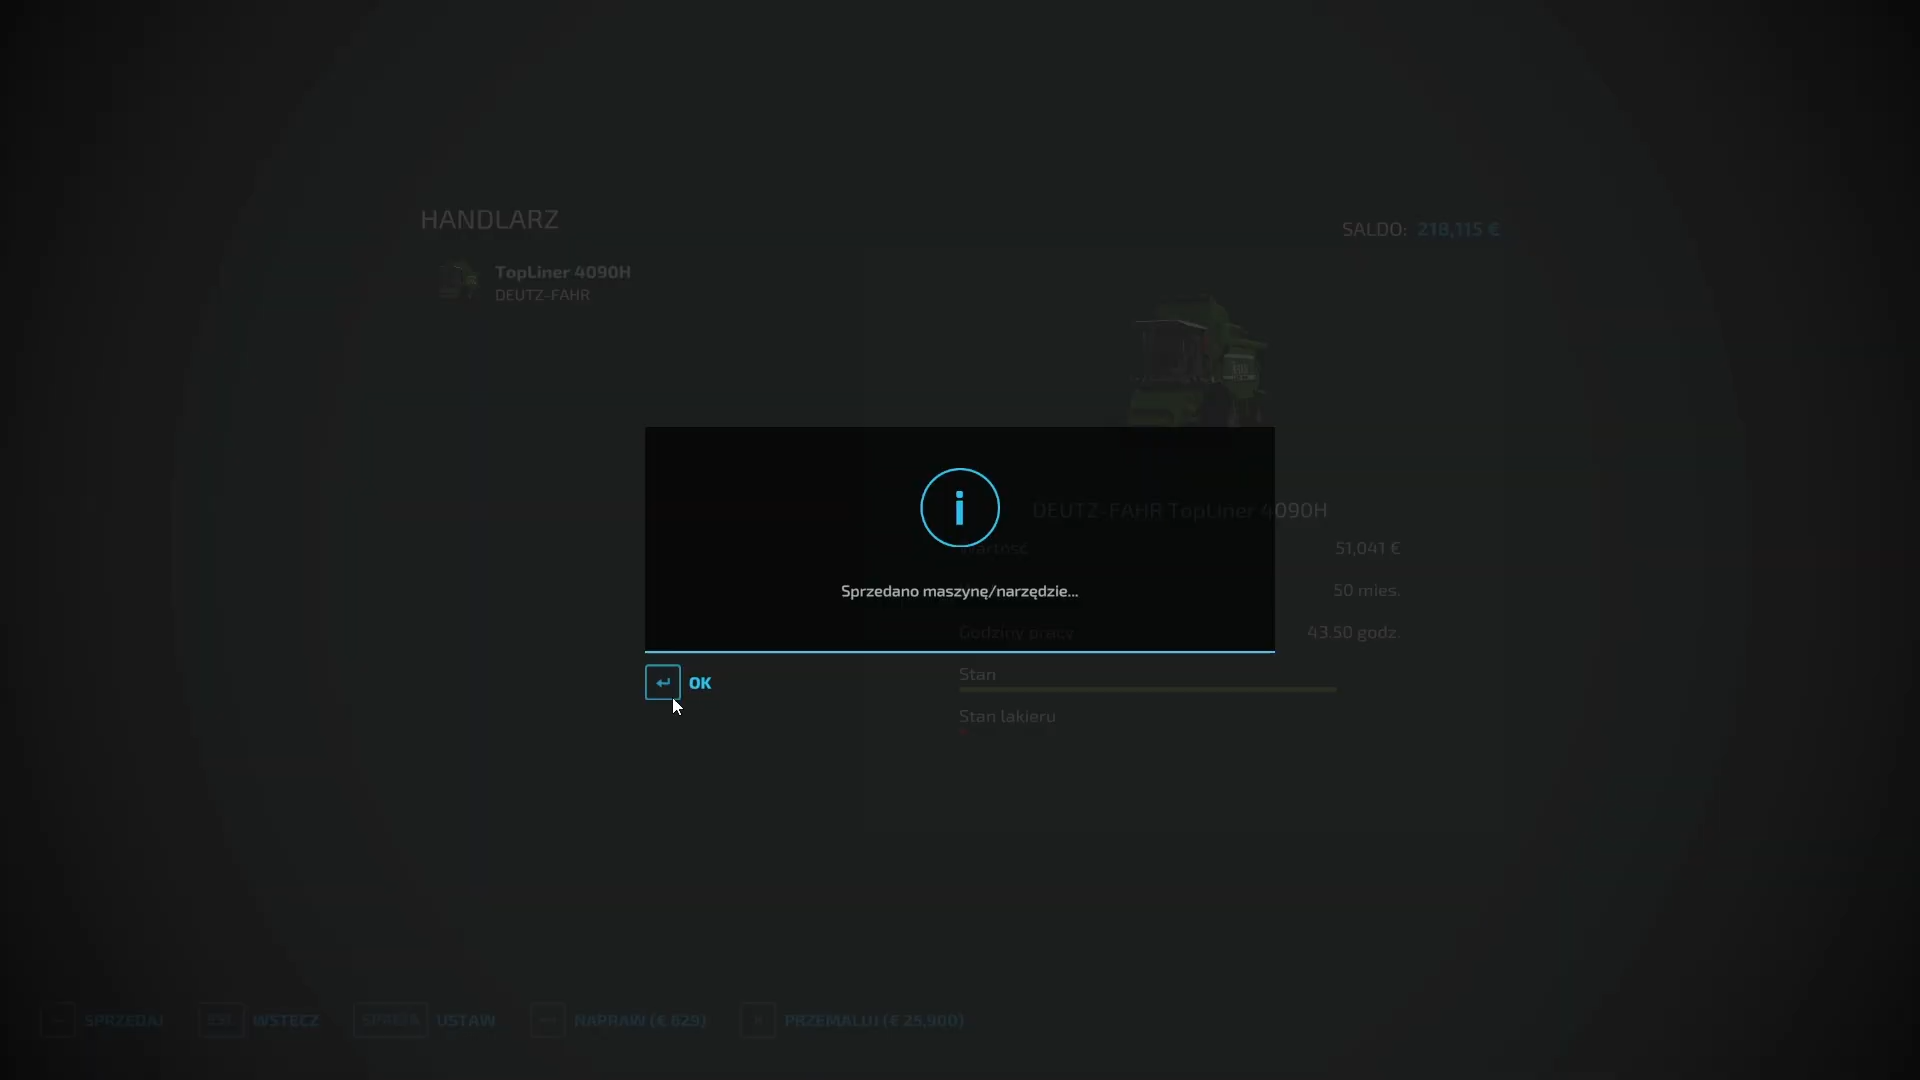 HANDLARZ
SALDO: 218,115 €
TopLiner 4090H
DEUTZ-FAHR
DEUTZ-FAHR TopLiner 4090H
Wartość 51,041 €
Sprzedano maszynę/narzędzie...
50 mies.
Godziny pracy 43.50 godz.
Stan
OK
Stan lakieru
SPRZEDAJ
ESC WSTECZ
SPACJA USTAW
NAPRAW (€ 629)
PRZEMALUJ (€ 25,900)